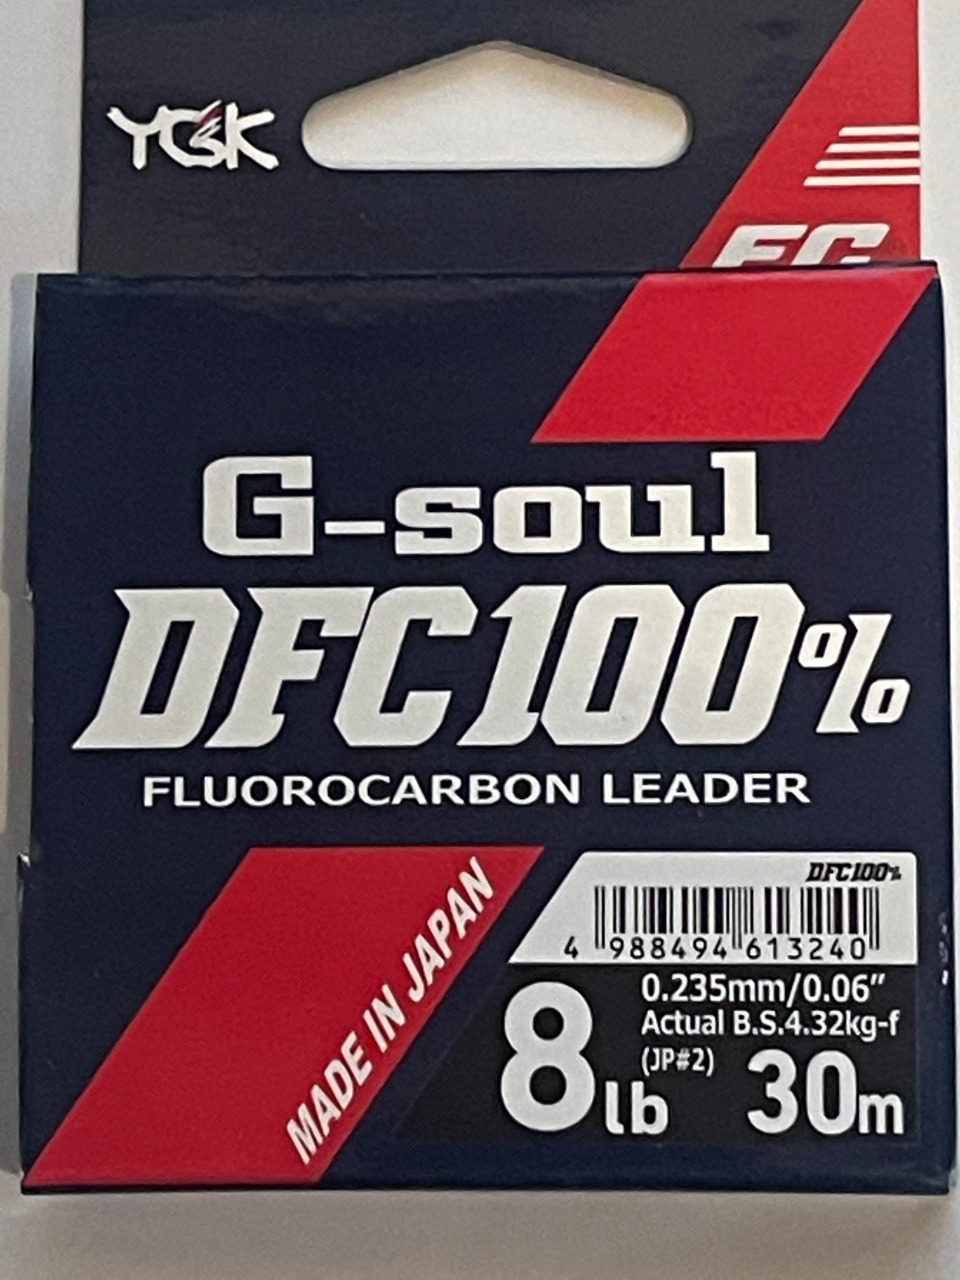 YGK
FC
G-soul
DFC100%
FLUOROCARBON LEADER
MADE IN JAPAN
DFC100%
4 988494 613240
0.235mm/0.06"
Actual B.S.4.32kg-f
(JP#2)
8lb 30m